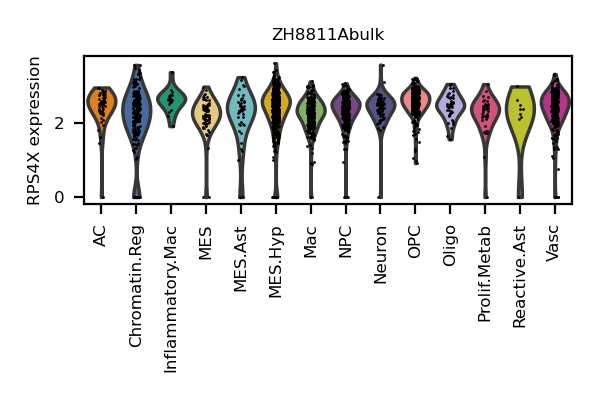 ZH8811Abulk
RPS4X expression
2
0
AC
Chromatin.Reg
Inflammatory.Mac
MES
MES.Ast
MES.Hyp
Mac
NPC
Neuron
OPC
Oligo
Prolif.Metab
Reactive.Ast
Vasc